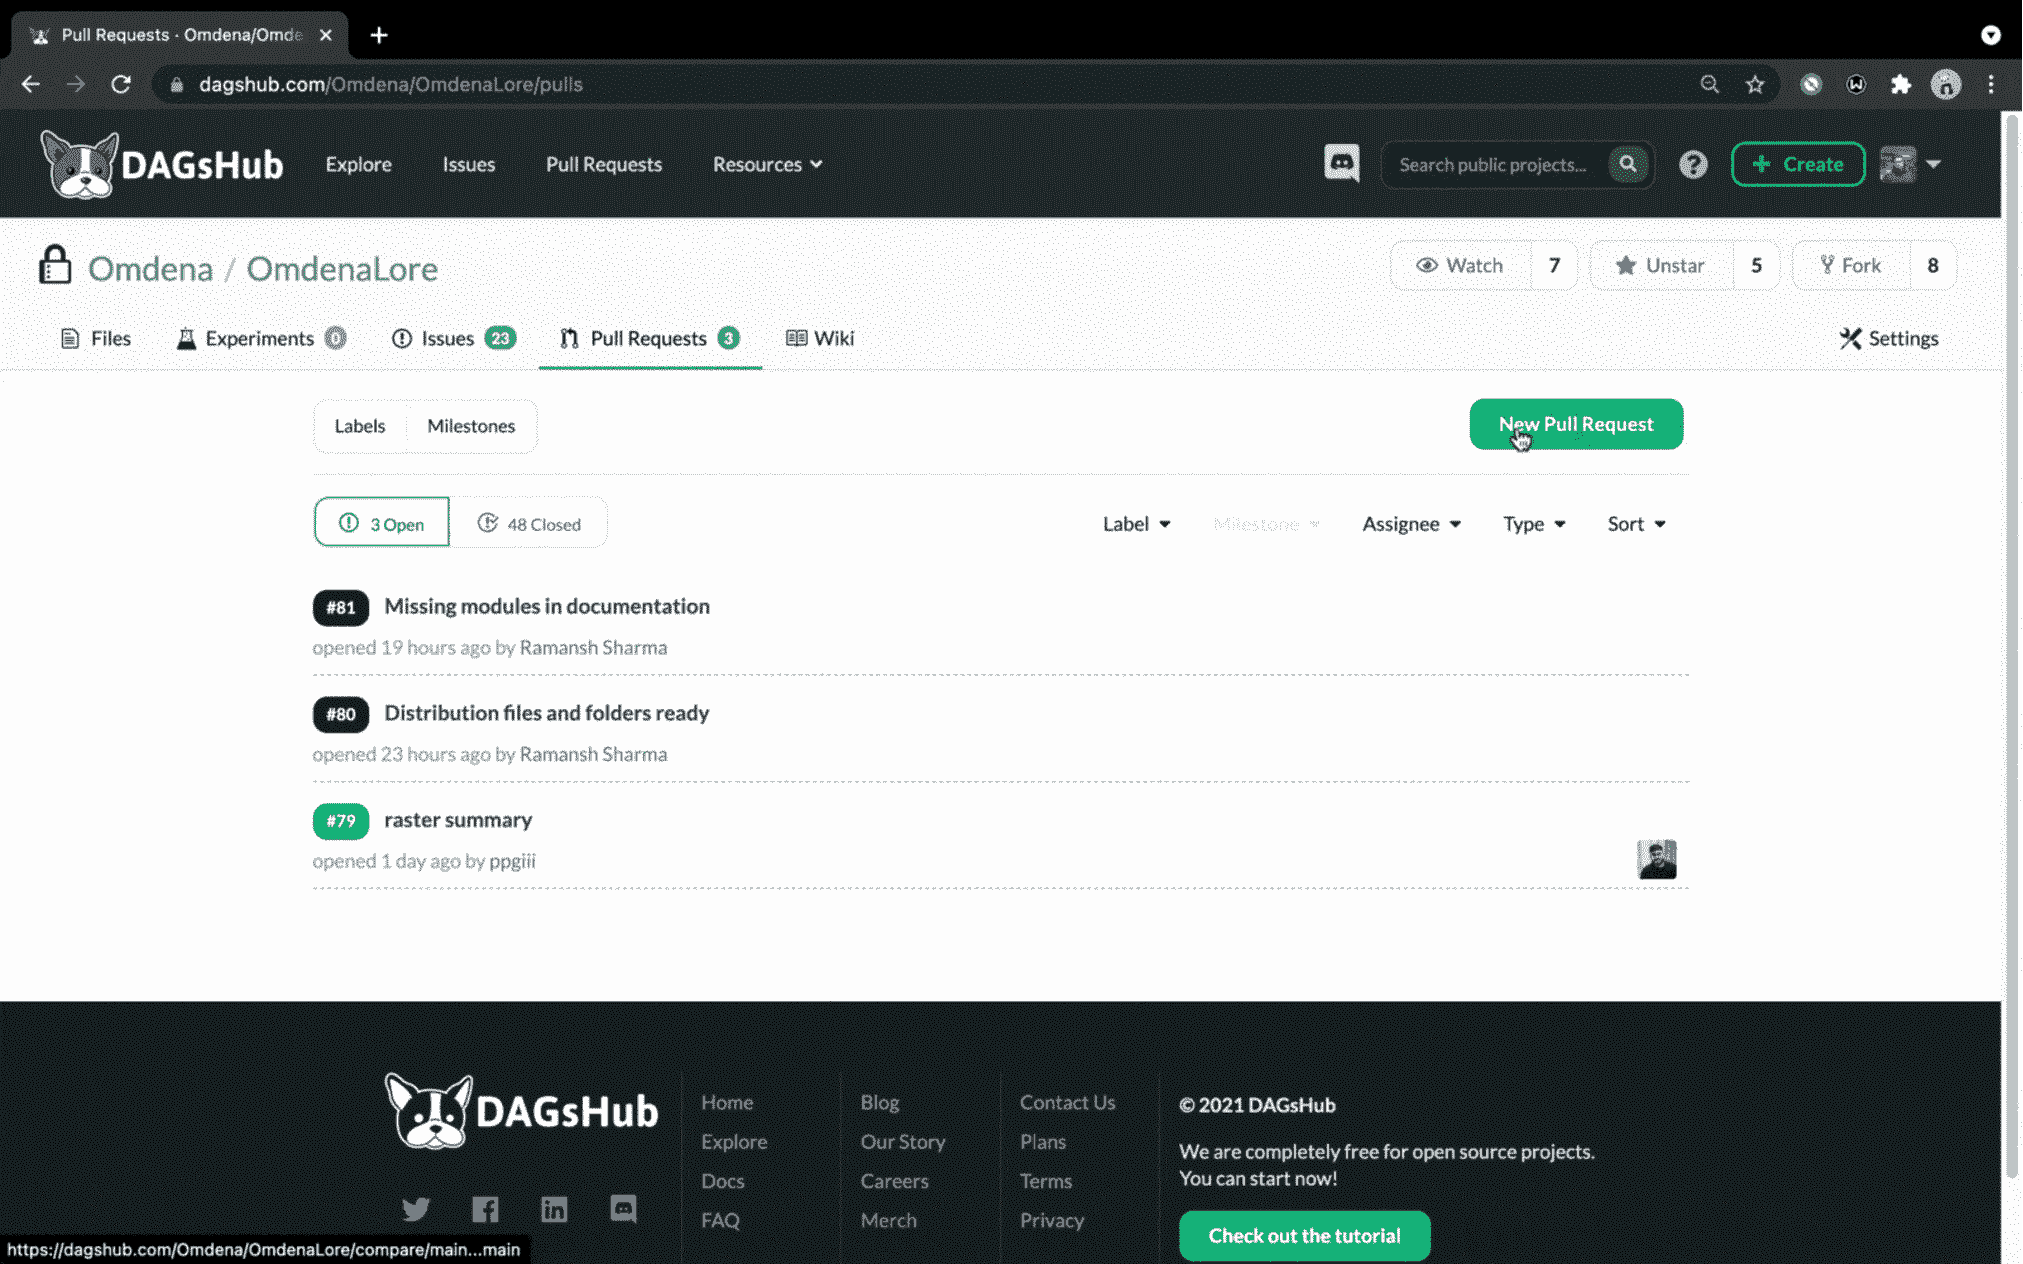 Pull Requests · Omdena/Omde
dagshub.com/Omdena/OmdenaLore/pulls
DAGsHub Explore Issues Pull Requests Resources Search public projects... + Create
Omdena / OmdenaLore Watch 7 Unstar 5 Fork 8
Files Experiments 0 Issues 23 Pull Requests 3 Wiki Settings
Labels Milestones New Pull Request
3 Open 48 Closed Label Milestone Assignee Type Sort
#81 Missing modules in documentation
opened 19 hours ago by Ramansh Sharma
#80 Distribution files and folders ready
opened 23 hours ago by Ramansh Sharma
#79 raster summary
opened 1 day ago by ppgiii
DAGsHub
Home
Explore
Docs
FAQ
Blog
Our Story
Careers
Merch
Contact Us
Plans
Terms
Privacy
© 2021 DAGsHub
We are completely free for open source projects.
You can start now!
Check out the tutorial
https://dagshub.com/Omdena/OmdenaLore/compare/main...main